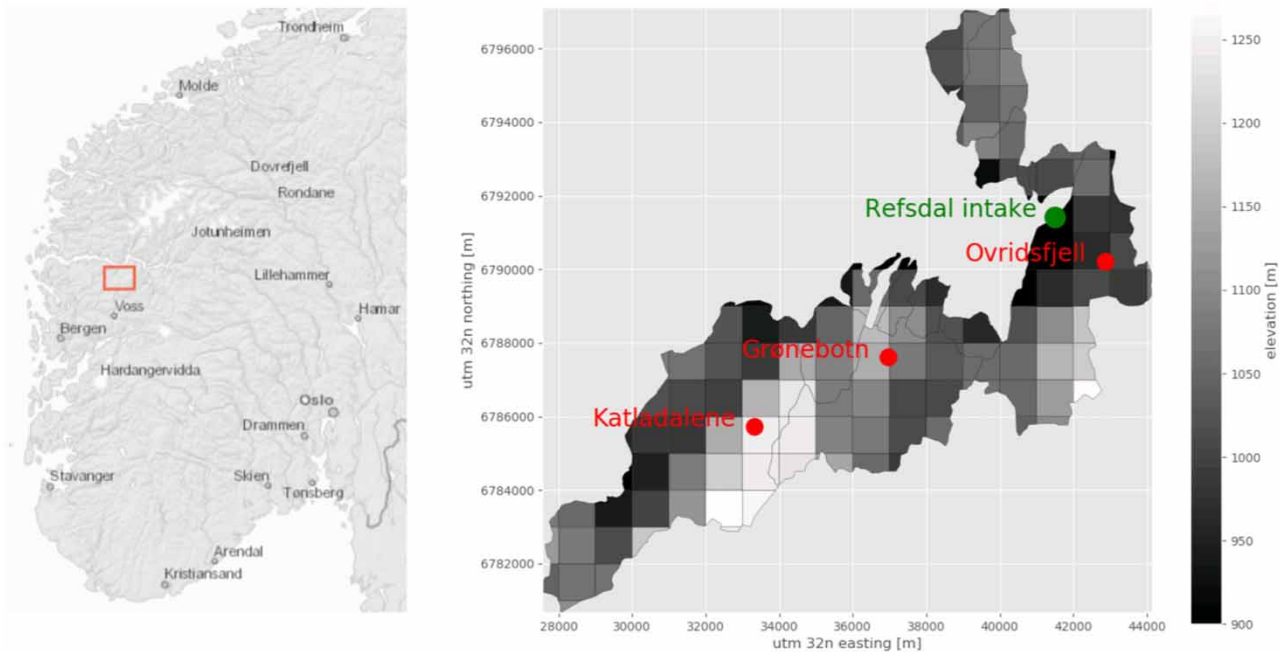 Trondheim
Molde
Dovrefjell
Rondane
Jotunheimen
Lillehammer
Voss
Hamar
Bergen
Hardangervidda
Oslo
Drammen
Stavanger
Skien
Tønsberg
Arendal
Kristiansand
utm 32n northing [m]
6796000
6794000
6792000
6790000
6788000
6786000
6784000
6782000
Refsdal intake
Ovridsfjell
Grønebotn
Katladalene
28000 30000 32000 34000 36000 38000 40000 42000 44000
utm 32n easting [m]
1250
1200
1150
1100
1050
1000
950
900
elevation [m]